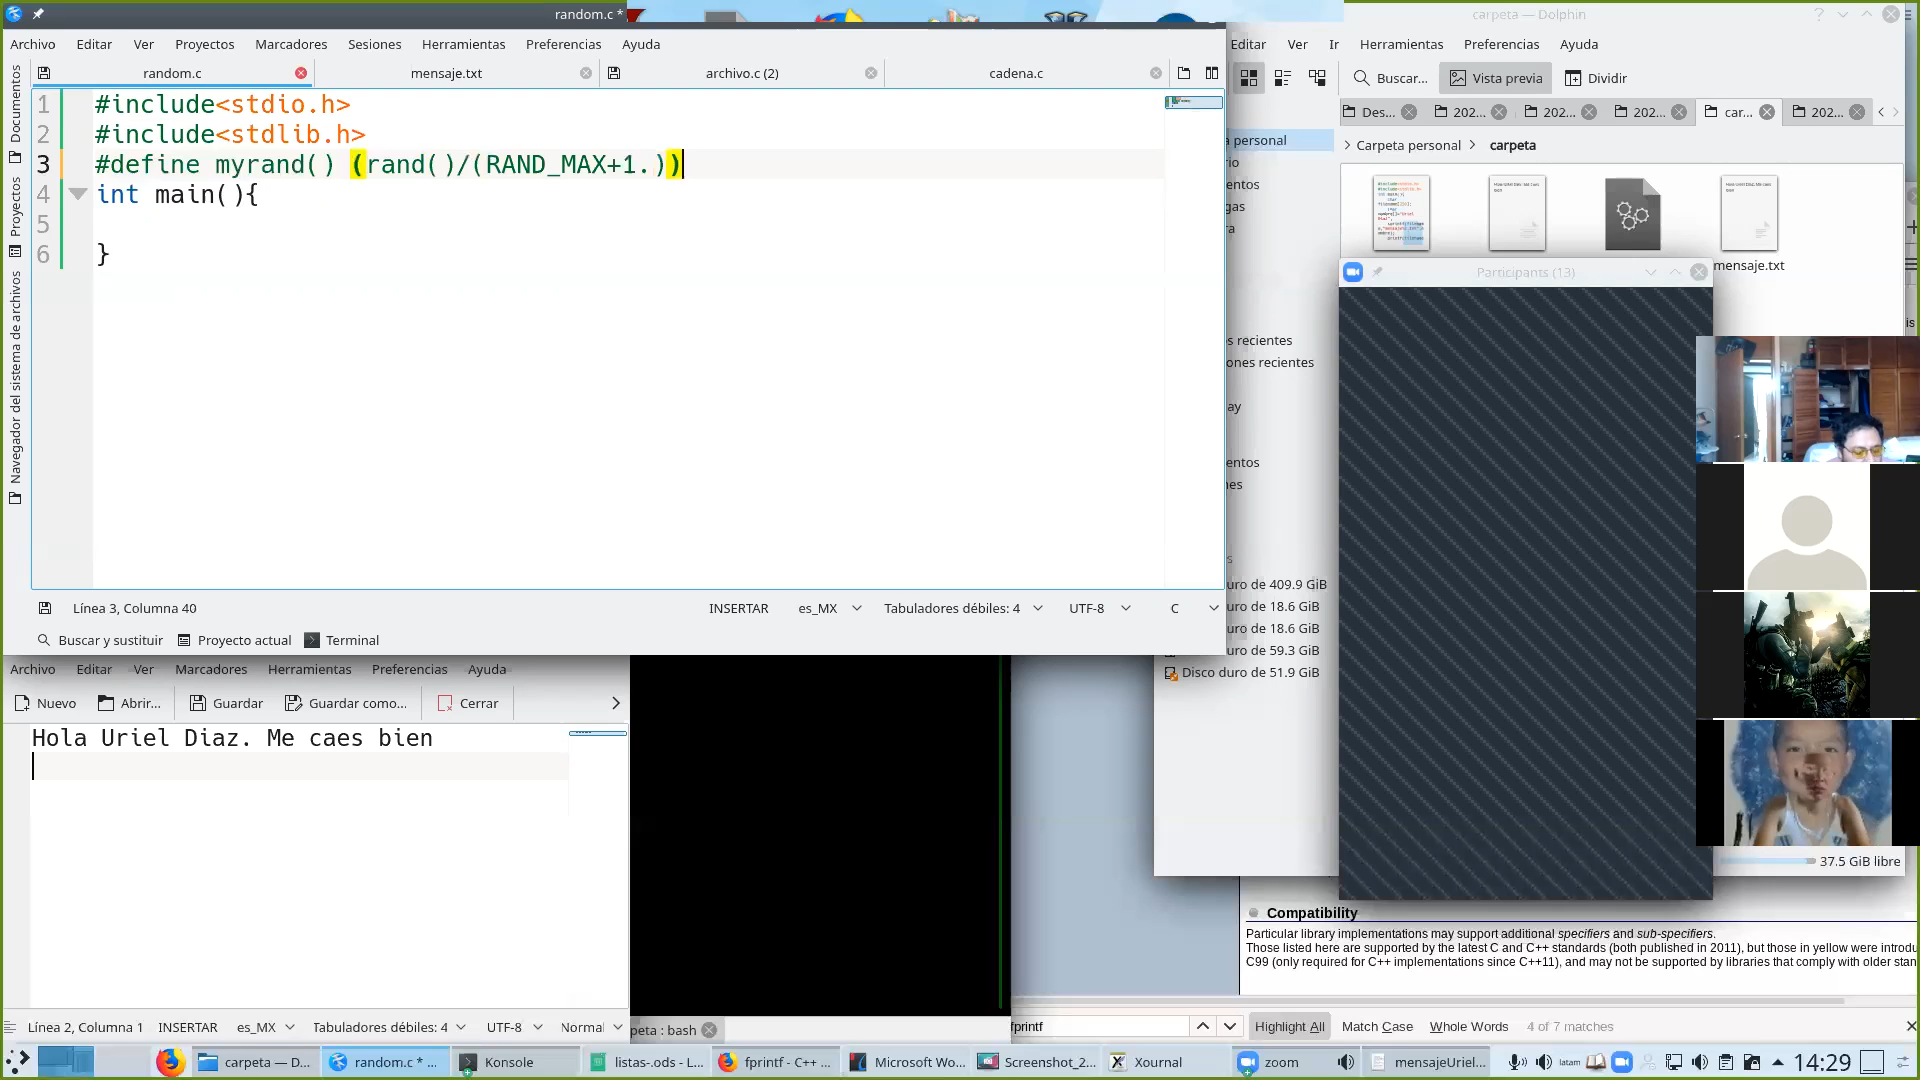 random.c *
Archivo Editar Ver Proyectos Marcadores Sesiones Herramientas Preferencias Ayuda
random.c
mensaje.txt
archivo.c (2)
cadena.c
Documentos
Proyectos
Navegador del sistema de archivos
1 #include<stdio.h>
2 #include<stdlib.h>
3 #define myrand() (rand()/(RAND_MAX+1.))
4 int main(){
5
6 }
Línea 3, Columna 40
INSERTAR es_MX Tabuladores débiles: 4 UTF-8 C
Buscar y sustituir Proyecto actual Terminal
Archivo Editar Ver Marcadores Herramientas Preferencias Ayuda
Nuevo Abrir... Guardar Guardar como... Cerrar
Hola Uriel Diaz. Me caes bien
Línea 2, Columna 1 INSERTAR es_MX Tabuladores débiles: 4 UTF-8 Normal
peta : bash
carpeta — Dolphin
Editar Ver Ir Herramientas Preferencias Ayuda
Buscar... Vista previa Dividir
Des... 202... 202... 202... car... 202...
Carpeta personal > carpeta
mensaje.txt
Participants (13)
a personal
entos
s recientes
ones recientes
entos
uro de 409.9 GiB
uro de 18.6 GiB
uro de 18.6 GiB
uro de 59.3 GiB
Disco duro de 51.9 GiB
37.5 GiB libre
Compatibility
Particular library implementations may support additional specifiers and sub-specifiers.
Those listed here are supported by the latest C and C++ standards (both published in 2011), but those in yellow were introdu
C99 (only required for C++ implementations since C++11), and may not be supported by libraries that comply with older stan
fprintf
Highlight All Match Case Whole Words 4 of 7 matches
carpeta — D... random.c * ... Konsole listas-.ods - L... fprintf - C++ ... Microsoft Wo... Screenshot_2... Xournal zoom mensajeUriel... latam 14:29